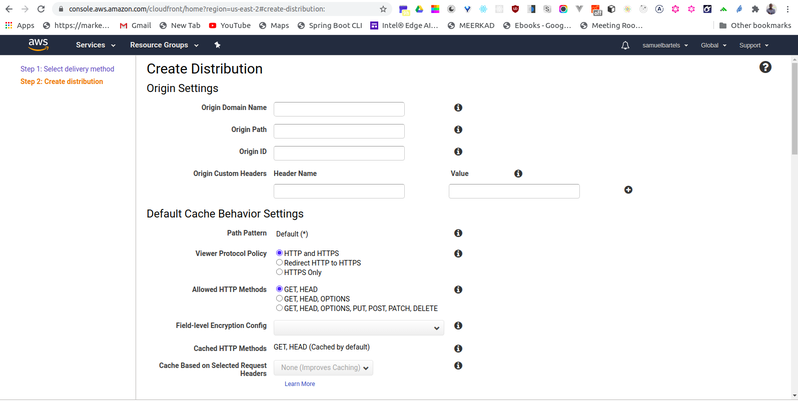 console.aws.amazon.com/cloudfront/home?region=us-east-2#create-distribution:
Apps Bookmarks https://marke... Gmail New Tab YouTube Maps Spring Boot CLI Intel® Edge AI... MEERKAD Ebooks - Goog... Meeting Roo... Other bookmarks
aws Services Resource Groups samuelbartels Global Support
Step 1: Select delivery method
Step 2: Create distribution
Create Distribution
Origin Settings
Origin Domain Name
Origin Path
Origin ID
Origin Custom Headers Header Name Value
Default Cache Behavior Settings
Path Pattern Default (*)
Viewer Protocol Policy HTTP and HTTPS
Redirect HTTP to HTTPS
HTTPS Only
Allowed HTTP Methods GET, HEAD
GET, HEAD, OPTIONS
GET, HEAD, OPTIONS, PUT, POST, PATCH, DELETE
Field-level Encryption Config
Cached HTTP Methods GET, HEAD (Cached by default)
Cache Based on Selected Request Headers None (Improves Caching)
Learn More